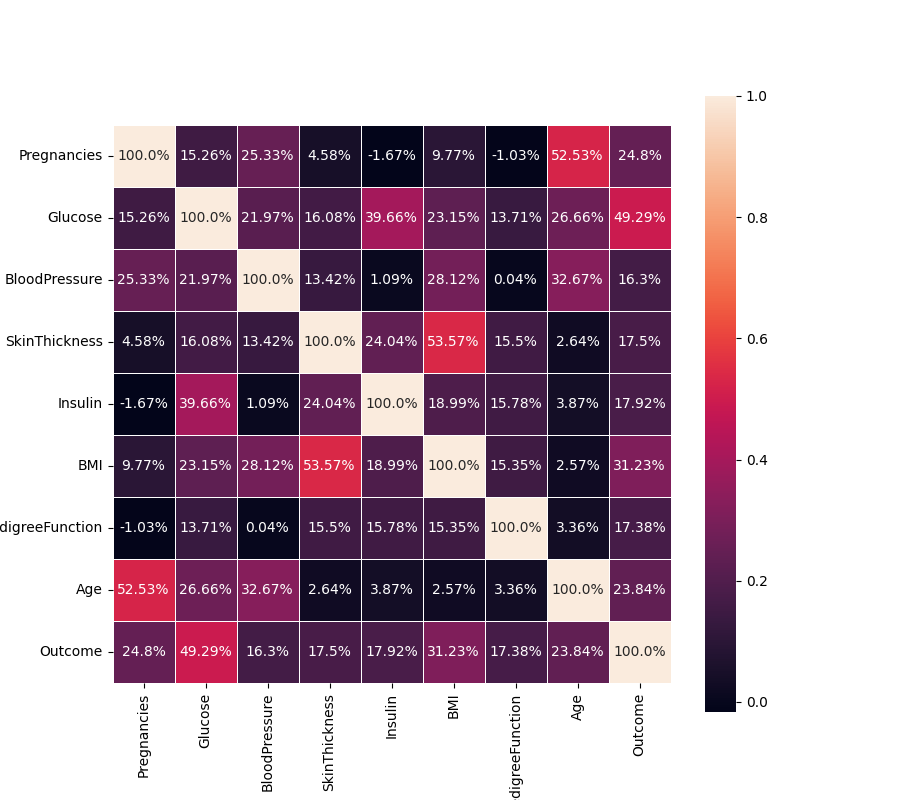 1.0
Pregnancies 100.0% 15.26% 25.33% 4.58% -1.67% 9.77% -1.03% 52.53% 24.8%
0.8
Glucose 15.26% 100.0% 21.97% 16.08% 39.66% 23.15% 13.71% 26.66% 49.29%
BloodPressure 25.33% 21.97% 100.0% 13.42% 1.09% 28.12% 0.04% 32.67% 16.3%
0.6
SkinThickness 4.58% 16.08% 13.42% 100.0% 24.04% 53.57% 15.5% 2.64% 17.5%
Insulin -1.67% 39.66% 1.09% 24.04% 100.0% 18.99% 15.78% 3.87% 17.92%
0.4
BMI 9.77% 23.15% 28.12% 53.57% 18.99% 100.0% 15.35% 2.57% 31.23%
digreeFunction -1.03% 13.71% 0.04% 15.5% 15.78% 15.35% 100.0% 3.36% 17.38%
0.2
Age 52.53% 26.66% 32.67% 2.64% 3.87% 2.57% 3.36% 100.0% 23.84%
Outcome 24.8% 49.29% 16.3% 17.5% 17.92% 31.23% 17.38% 23.84% 100.0%
0.0
Pregnancies
Glucose
BloodPressure
SkinThickness
Insulin
BMI
digreeFunction
Age
Outcome